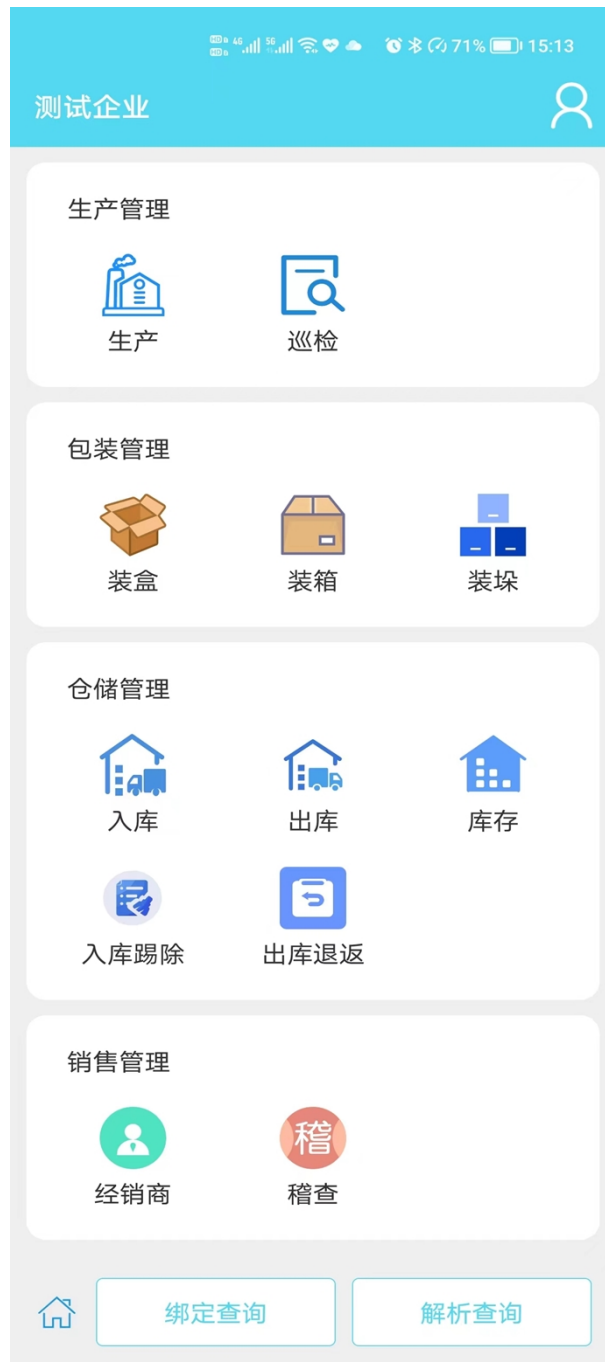 71% 15:13
测试企业
生产管理
生产 巡检
包装管理
装盒 装箱 装垛
仓储管理
入库 出库 库存
入库踢除 出库退返
销售管理
稽
经销商 稽查
绑定查询 解析查询